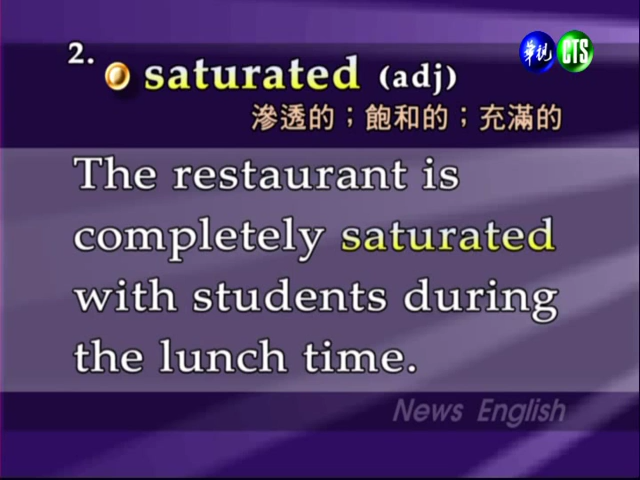 華視 CTS
2. saturated (adj)
滲透的；飽和的；充滿的
The restaurant is
completely saturated
with students during
the lunch time.
News English